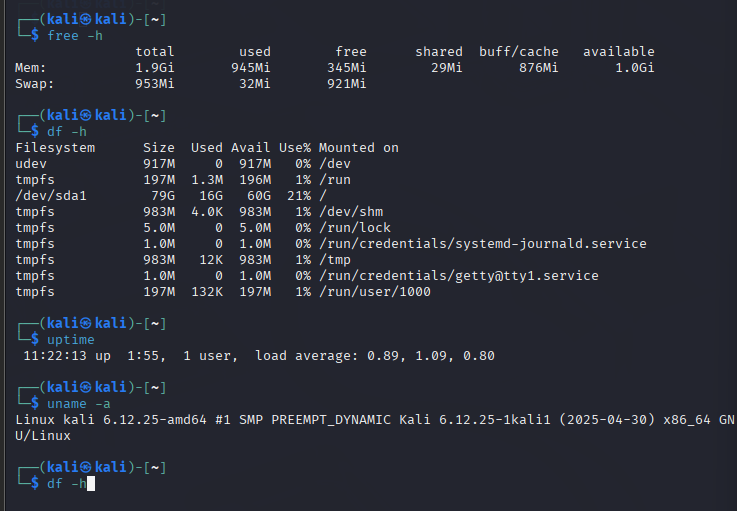 ┌──(kali㉿kali)-[~]
└─$ free -h
               total        used        free      shared  buff/cache   available
Mem:           1.9Gi       945Mi       345Mi        29Mi       876Mi       1.0Gi
Swap:          953Mi        32Mi       921Mi
┌──(kali㉿kali)-[~]
└─$ df -h
Filesystem      Size  Used Avail Use% Mounted on
udev            917M     0  917M   0% /dev
tmpfs           197M  1.3M  196M   1% /run
/dev/sda1        79G   16G   60G  21% /
tmpfs           983M  4.0K  983M   1% /dev/shm
tmpfs           5.0M     0  5.0M   0% /run/lock
tmpfs           1.0M     0  1.0M   0% /run/credentials/systemd-journald.service
tmpfs           983M   12K  983M   1% /tmp
tmpfs           1.0M     0  1.0M   0% /run/credentials/getty@tty1.service
tmpfs           197M  132K  197M   1% /run/user/1000
┌──(kali㉿kali)-[~]
└─$ uptime
 11:22:13 up  1:55,  1 user,  load average: 0.89, 1.09, 0.80
┌──(kali㉿kali)-[~]
└─$ uname -a
Linux kali 6.12.25-amd64 #1 SMP PREEMPT_DYNAMIC Kali 6.12.25-1kali1 (2025-04-30) x86_64 GN
U/Linux
┌──(kali㉿kali)-[~]
└─$ df -h